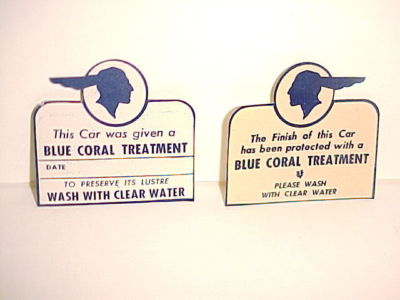 This Car was given a
BLUE CORAL TREATMENT
DATE
TO PRESERVE ITS LUSTRE
WASH WITH CLEAR WATER
The Finish of this Car
has been protected with a
BLUE CORAL TREATMENT
PLEASE WASH
WITH CLEAR WATER